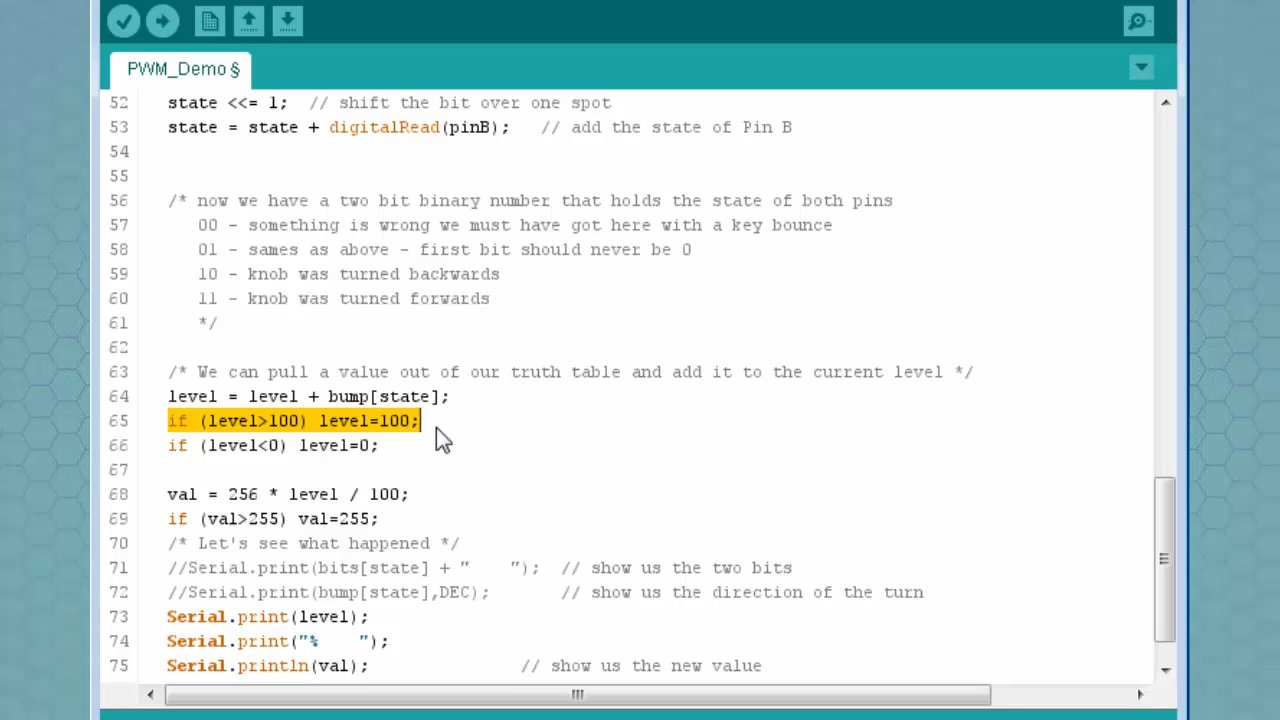 PWM_Demo §
52 state <<= 1; // shift the bit over one spot
53 state = state + digitalRead(pinB); // add the state of Pin B
54
55
56 /* now we have a two bit binary number that holds the state of both pins
57 00 - something is wrong we must have got here with a key bounce
58 01 - sames as above - first bit should never be 0
59 10 - knob was turned backwards
60 11 - knob was turned forwards
61 */
62
63 /* We can pull a value out of our truth table and add it to the current level */
64 level = level + bump[state];
65 if (level>100) level=100;
66 if (level<0) level=0;
67
68 val = 256 * level / 100;
69 if (val>255) val=255;
70 /* Let's see what happened */
71 //Serial.print(bits[state] + "    "); // show us the two bits
72 //Serial.print(bump[state],DEC); // show us the direction of the turn
73 Serial.print(level);
74 Serial.print("%    ");
75 Serial.println(val); // show us the new value